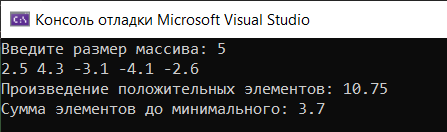 Консоль отладки Microsoft Visual Studio
Введите размер массива: 5
2.5 4.3 -3.1 -4.1 -2.6
Произведение положительных элементов: 10.75
Сумма элементов до минимального: 3.7